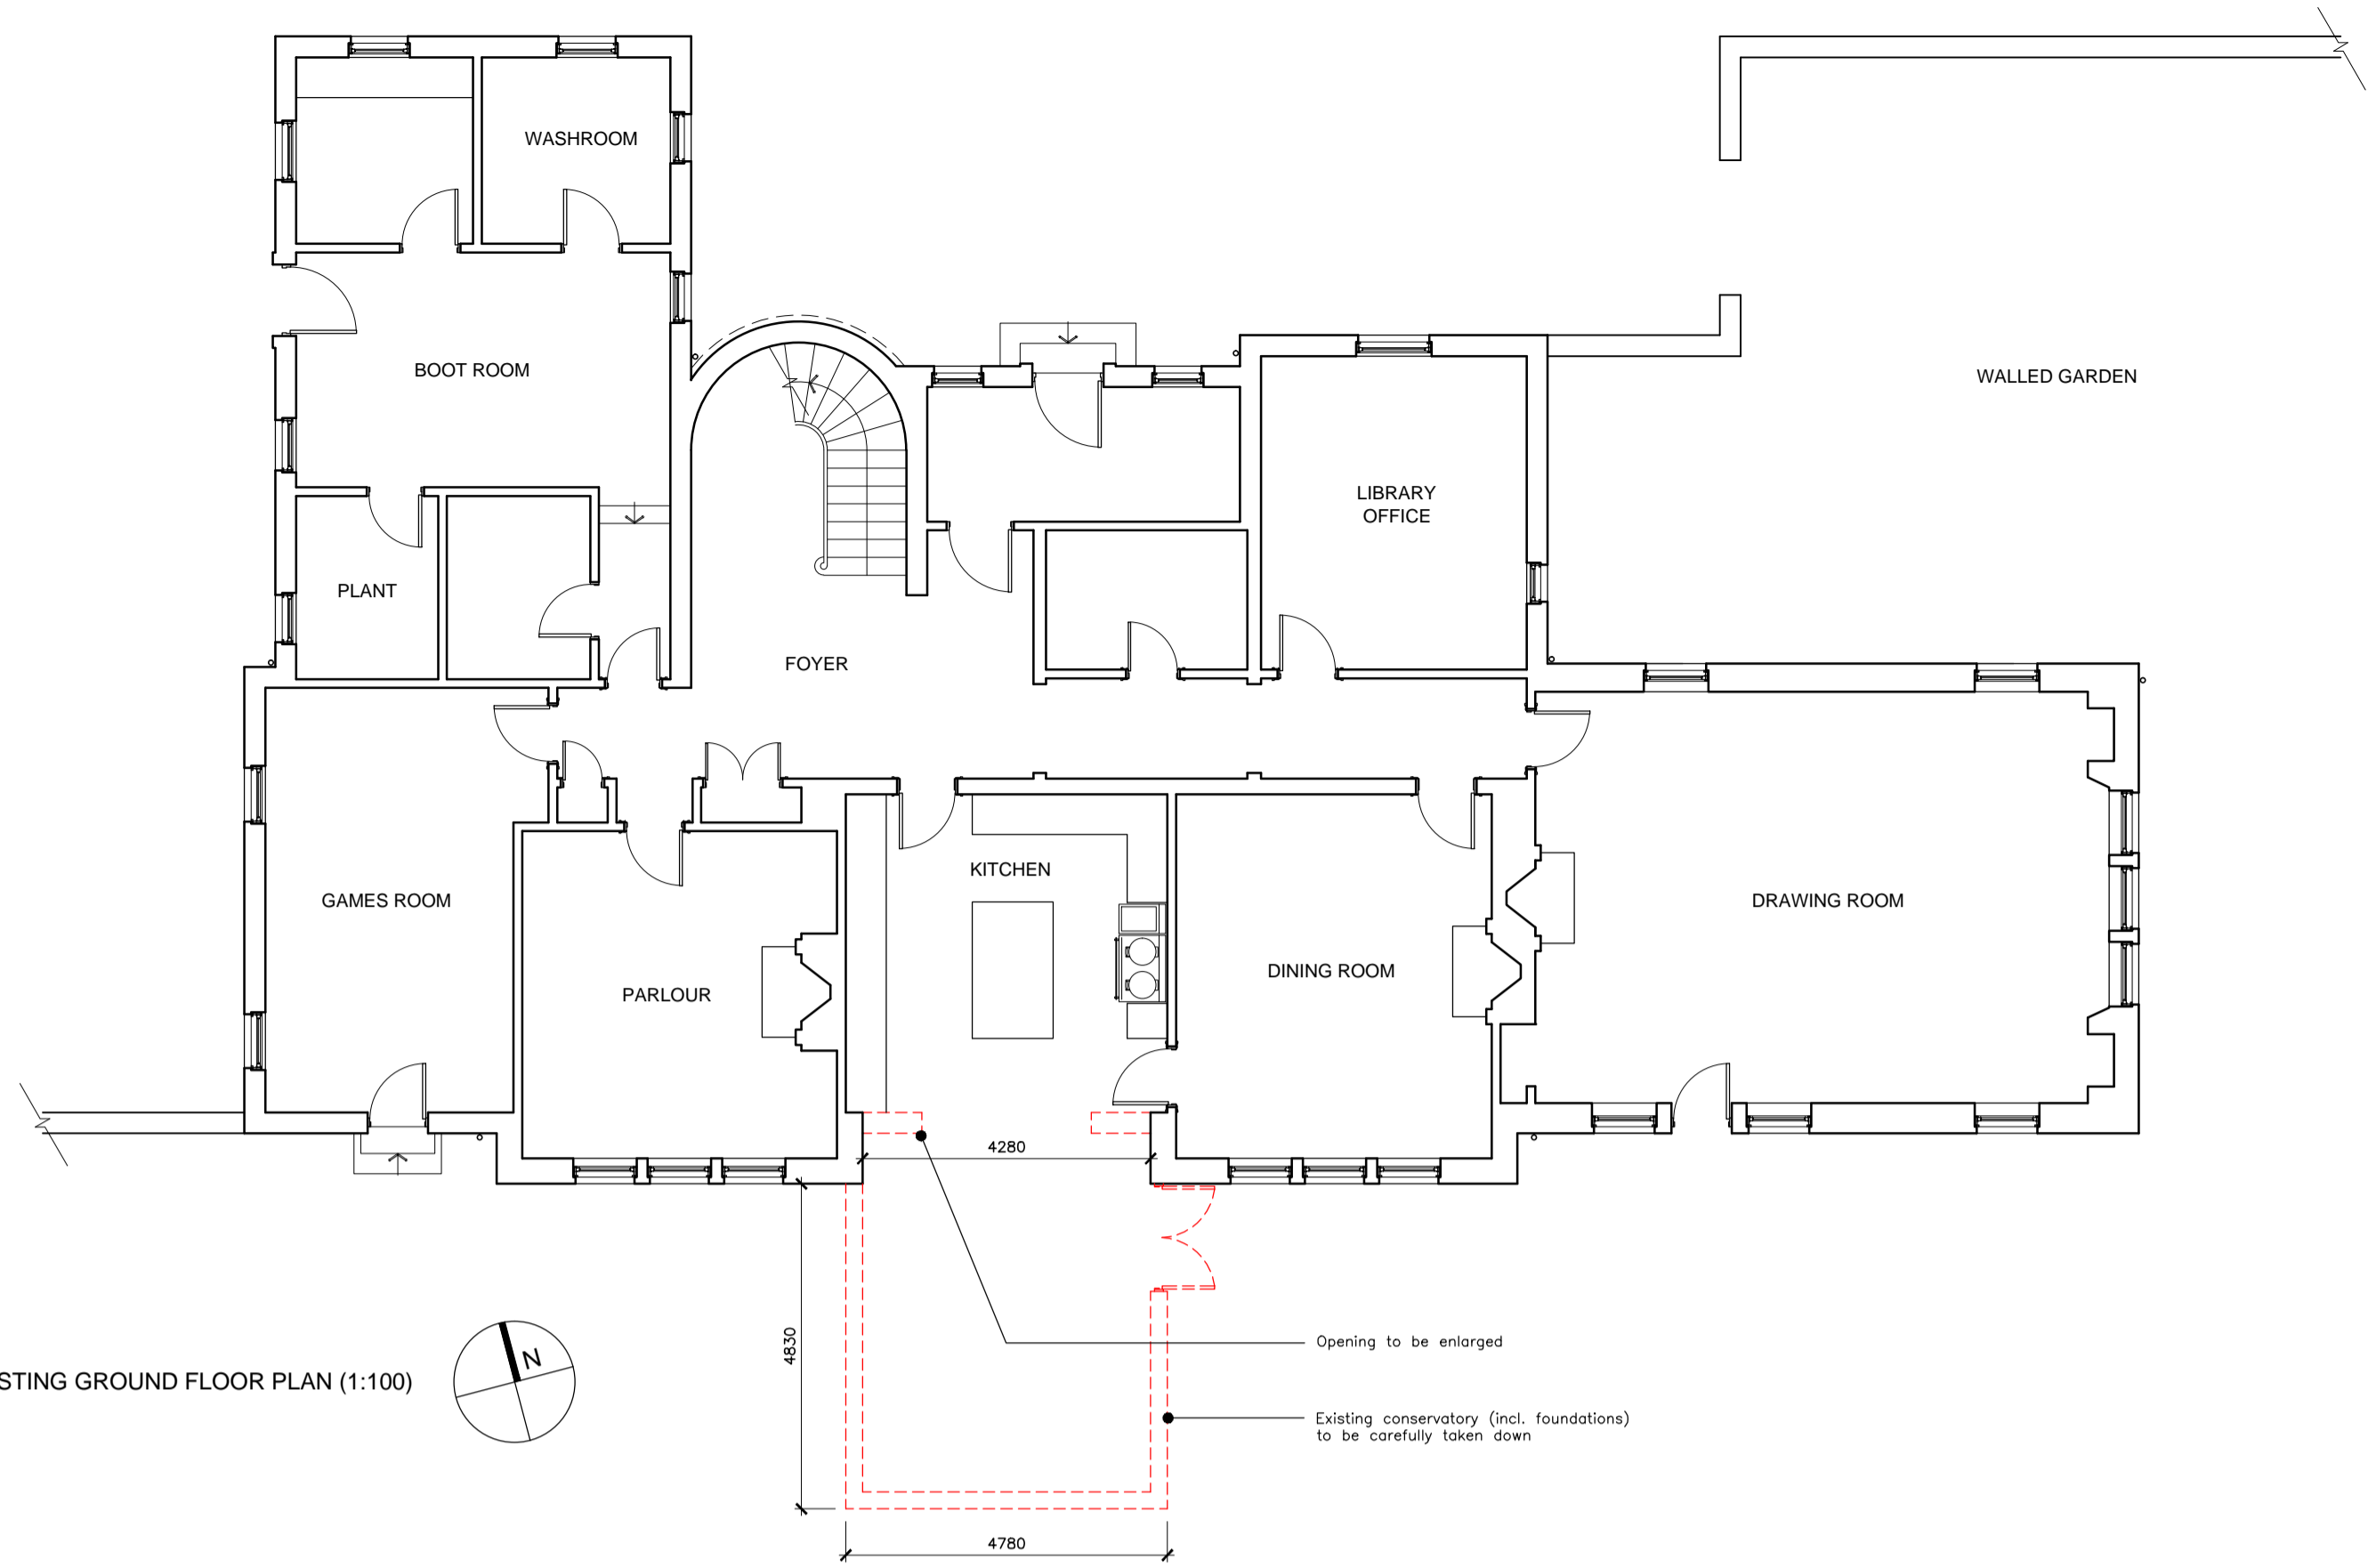 WASHROOM
BOOT ROOM
WALLED GARDEN
LIBRARY
OFFICE
PLANT
FOYER
KITCHEN
GAMES ROOM
DRAWING ROOM
DINING ROOM
PARLOUR
4280
4830
Opening to be enlarged
N
STING GROUND FLOOR PLAN (1:100)
Existing conservatory (incl. foundations)
to be carefully taken down
4780